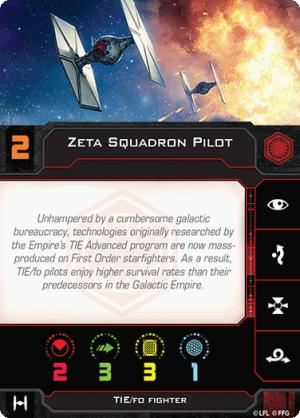 2
Zeta Squadron Pilot
Unhampered by a cumbersome galactic
bureaucracy, technologies originally researched by
the Empire's TIE Advanced program are now mass-
produced on First Order starfighters. As a result,
TIE/fo pilots enjoy higher survival rates than their
predecessors in the Galactic Empire.
2 3 3 1
TIE/fo Fighter
©LFL ©FFG